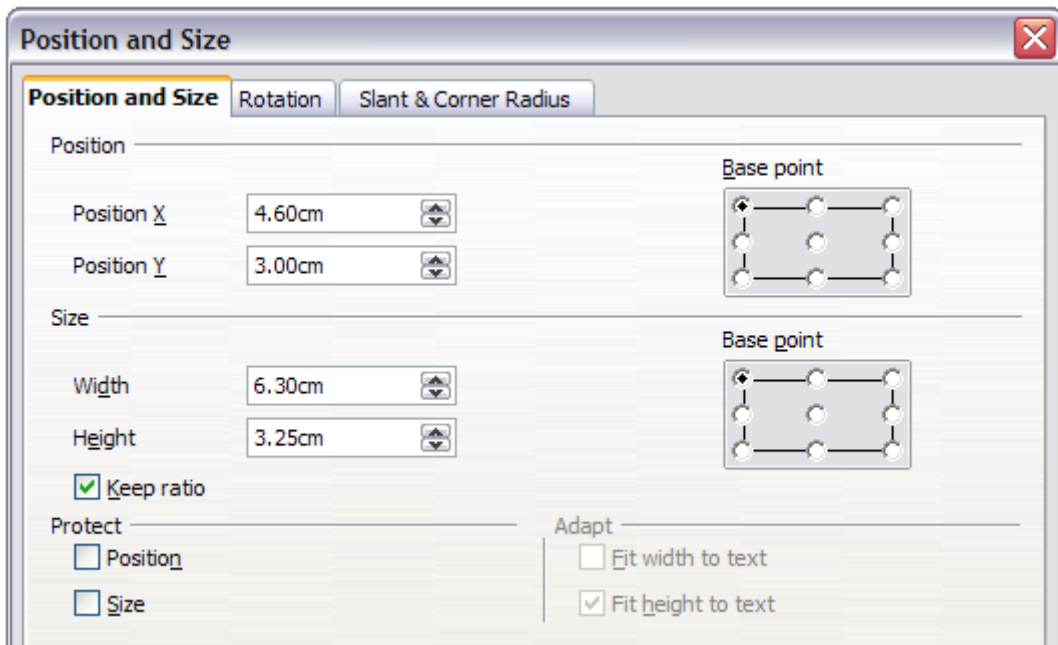 Position and Size
Position and Size Rotation Slant & Corner Radius
Position
Base point
Position X 4.60cm
Position Y 3.00cm
Size
Base point
Width 6.30cm
Height 3.25cm
Keep ratio
Protect Adapt
Position Fit width to text
Size Fit height to text